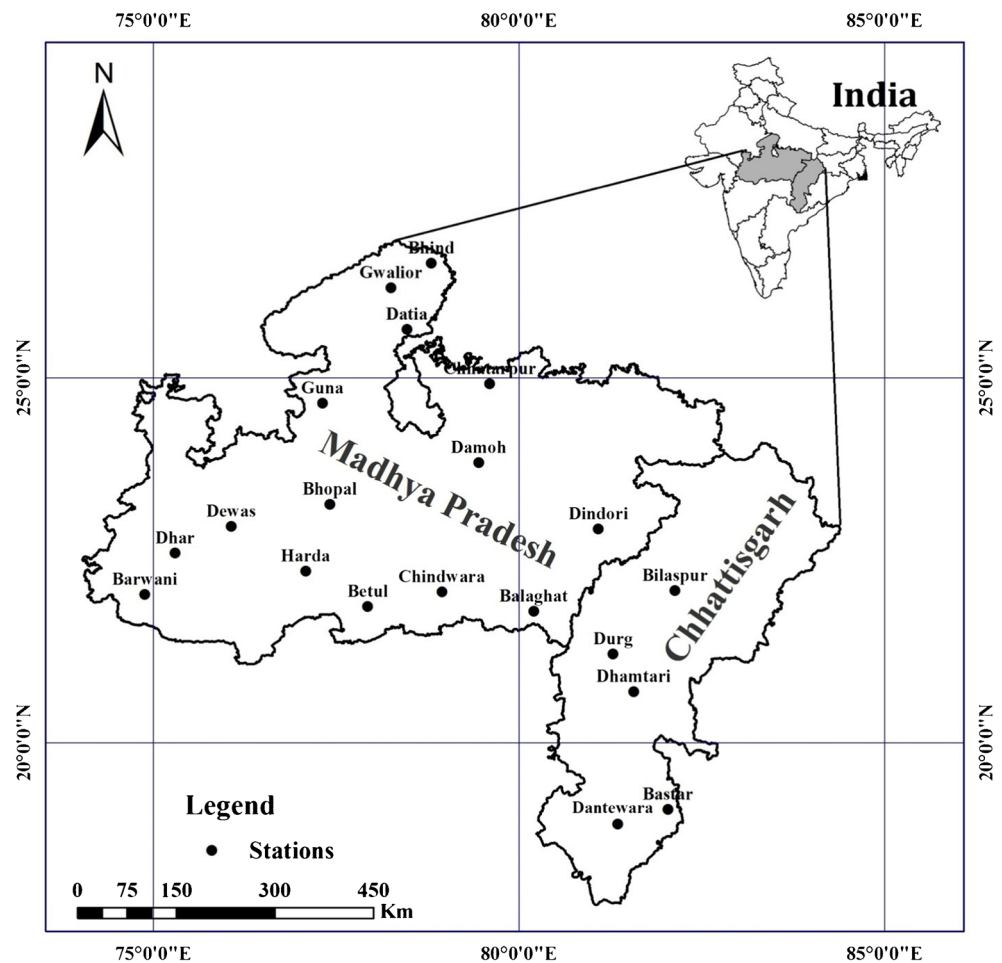 75°0'0"E 80°0'0"E 85°0'0"E
N
India
Bhind
Gwalior
Datia
25°0'0"N
25°0'0"N
Chhatarpur
Guna
Damoh
Madhya Pradesh
Bhopal
Dewas
Dindori
Dhar
Harda
Chhattisgarh
Barwani
Chindwara
Bilaspur
Betul
Balaghat
Durg
Dhamtari
20°0'0"N
20°0'0"N
Bastar
Dantewara
Legend
Stations
0 75 150 300 450
Km
75°0'0"E 80°0'0"E 85°0'0"E